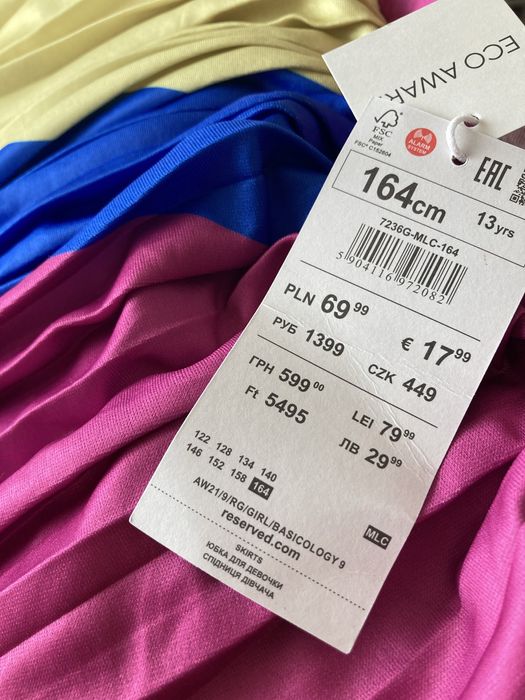 ECO AWAR
FSC
MIX
Paper
FSC® C152604
ALARM
SYSTEM
EAC
164cm
13 yrs
7236G-MLC-164
5 904116 972082
PLN 69 99
€ 17 99
РУБ 1399
CZK 449
ГРН 599 00
LEI 79 99
Ft 5495
ЛВ 29 99
122 128 134 140
146 152 158 164
AW21/9/RG/GIRL/BASICOLOGY 9
MLC
reserved.com
SKIRTS
ЮБКА ДЛЯ ДЕВОЧКИ
СПІДНИЦЯ ДІВЧАЧА